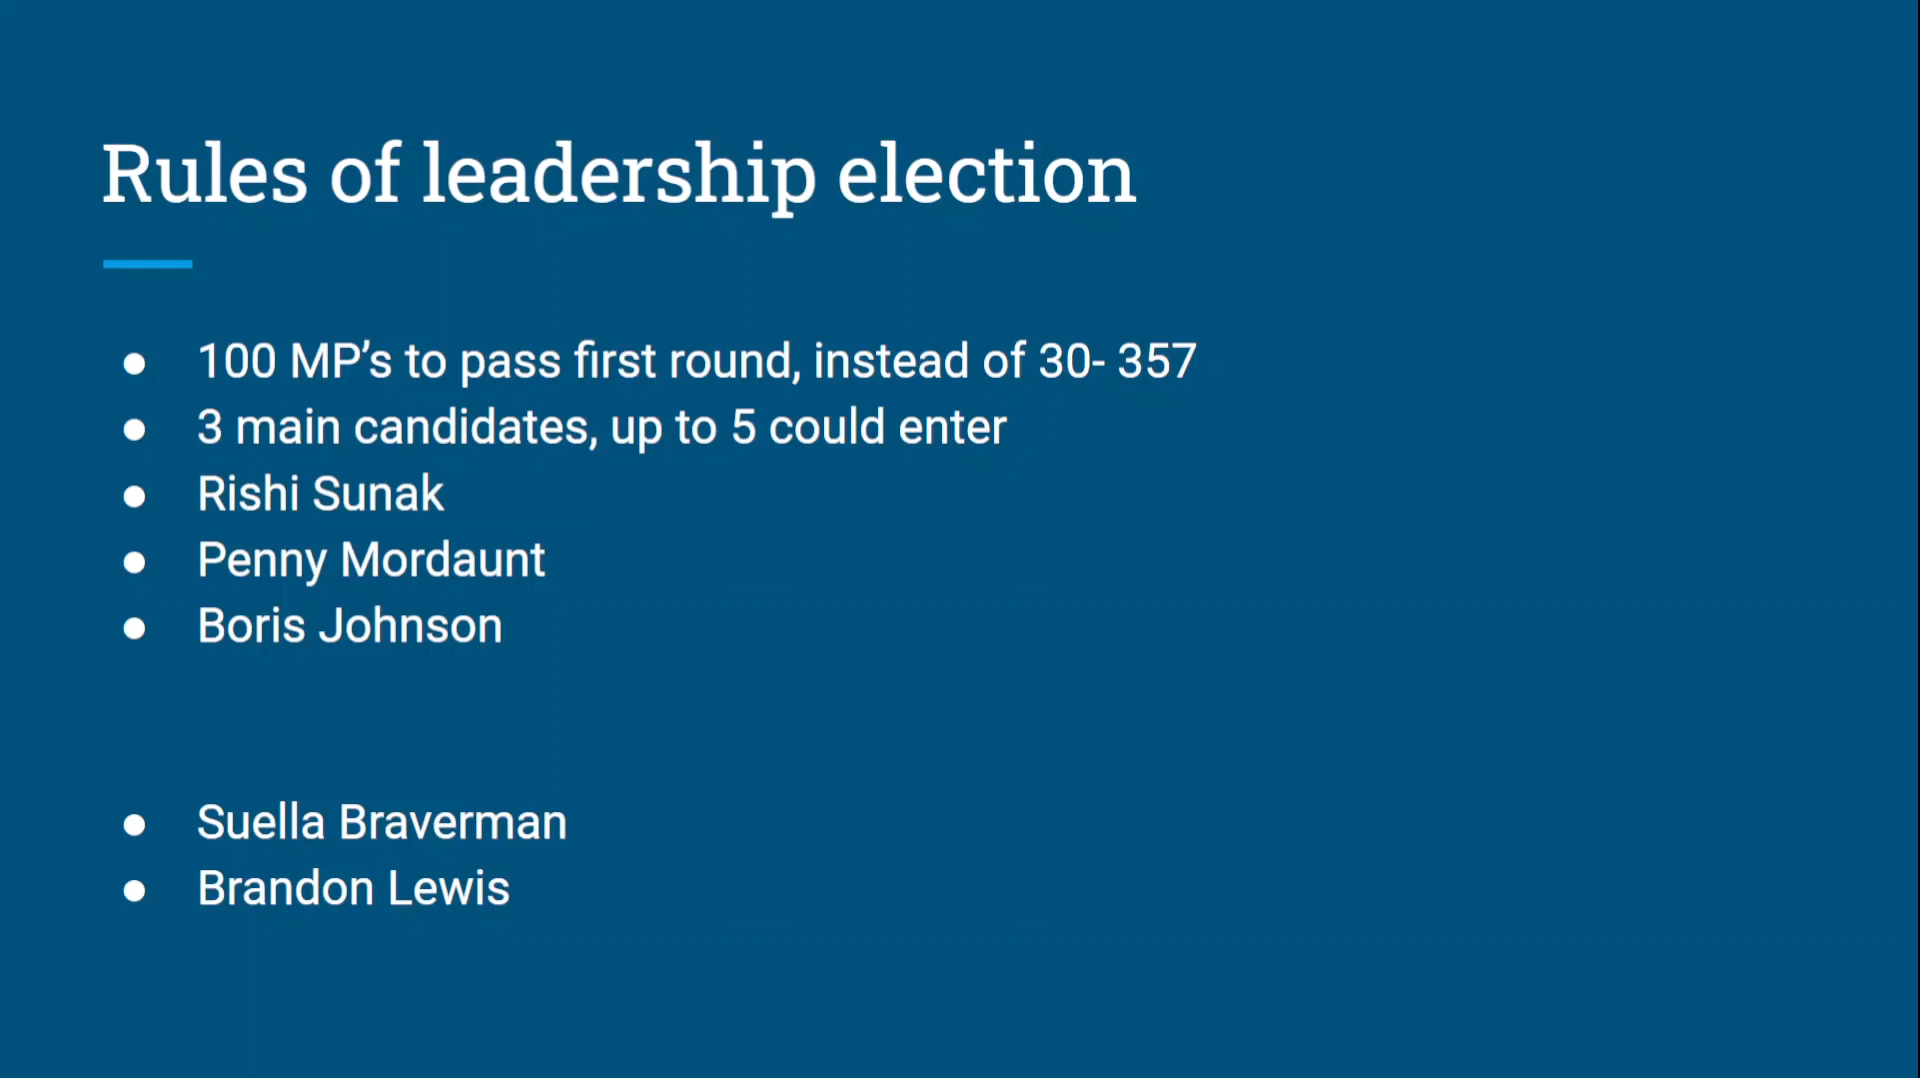 Rules of leadership election
● 100 MP’s to pass first round, instead of 30- 357
● 3 main candidates, up to 5 could enter
● Rishi Sunak
● Penny Mordaunt
● Boris Johnson
● Suella Braverman
● Brandon Lewis